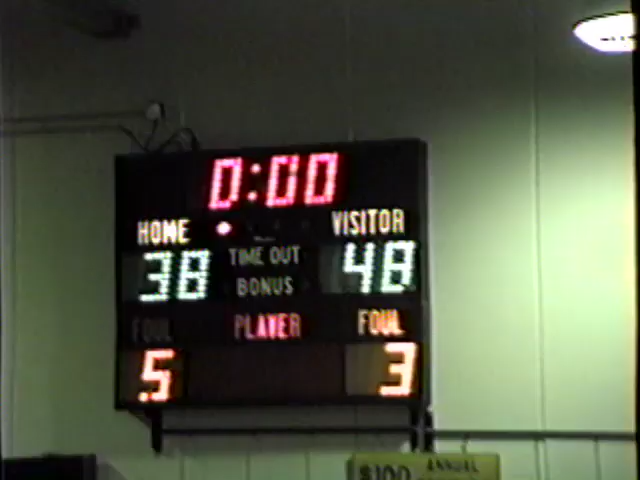 0:00
HOME VISITOR
TIME OUT
38 48
BONUS
FOUL PLAYER FOUL
5 3
$100 ANNUAL